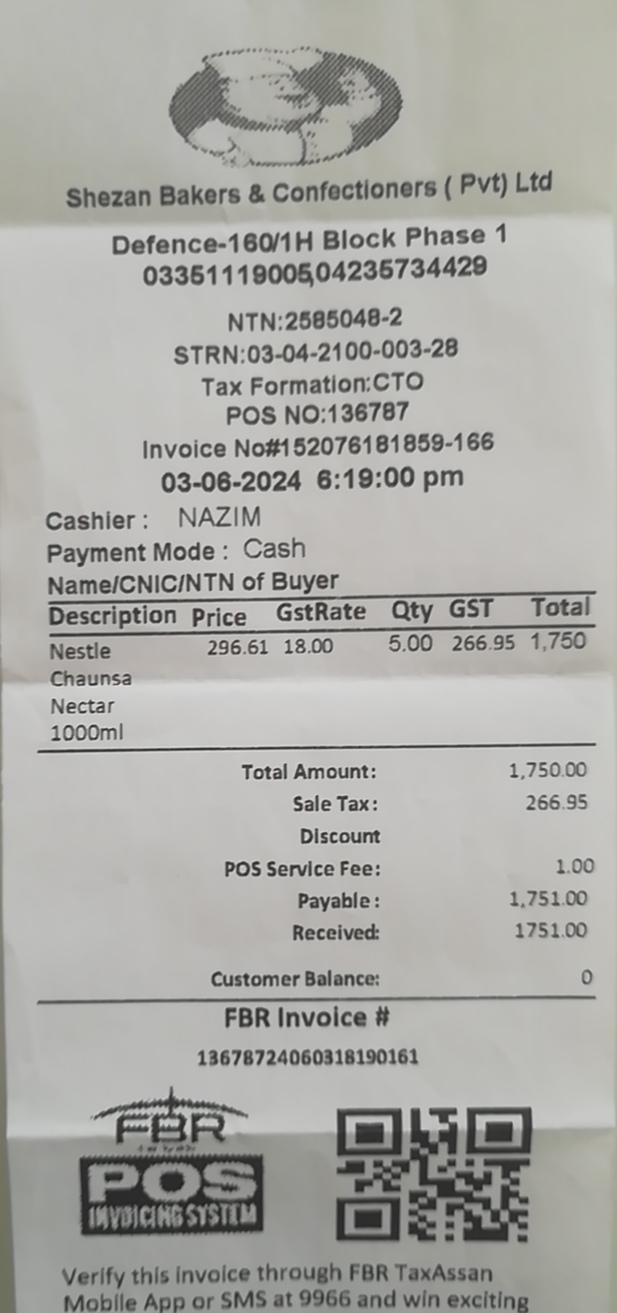 Shezan Bakers & Confectioners ( Pvt) Ltd
Defence-160/1H Block Phase 1
03351119005,04235734429
NTN:2585048-2
STRN:03-04-2100-003-28
Tax Formation:CTO
POS NO:136787
Invoice No#152076181859-166
03-06-2024 6:19:00 pm
Cashier : NAZIM
Payment Mode : Cash
Name/CNIC/NTN of Buyer
Description Price GstRate Qty GST Total
Nestle 296.61 18.00 5.00 266.95 1,750
Chaunsa
Nectar
1000ml
Total Amount: 1,750.00
Sale Tax: 266.95
Discount
POS Service Fee: 1.00
Payable : 1,751.00
Received: 1751.00
Customer Balance: 0
FBR Invoice #
13678724060318190161
FBR
POS
INVOICING SYSTEM
Verify this invoice through FBR TaxAssan
Mobile App or SMS at 9966 and win exciting